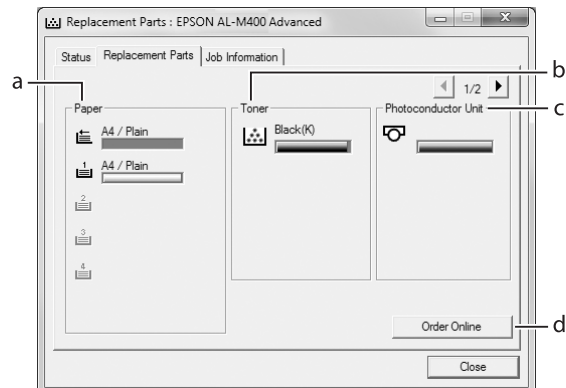 Replacement Parts : EPSON AL-M400 Advanced
Status Replacement Parts Job Information
a
b
1/2
Paper Toner Photoconductor Unit
c
A4 / Plain Black(K)
1 A4 / Plain
2
3
4
Order Online
d
Close